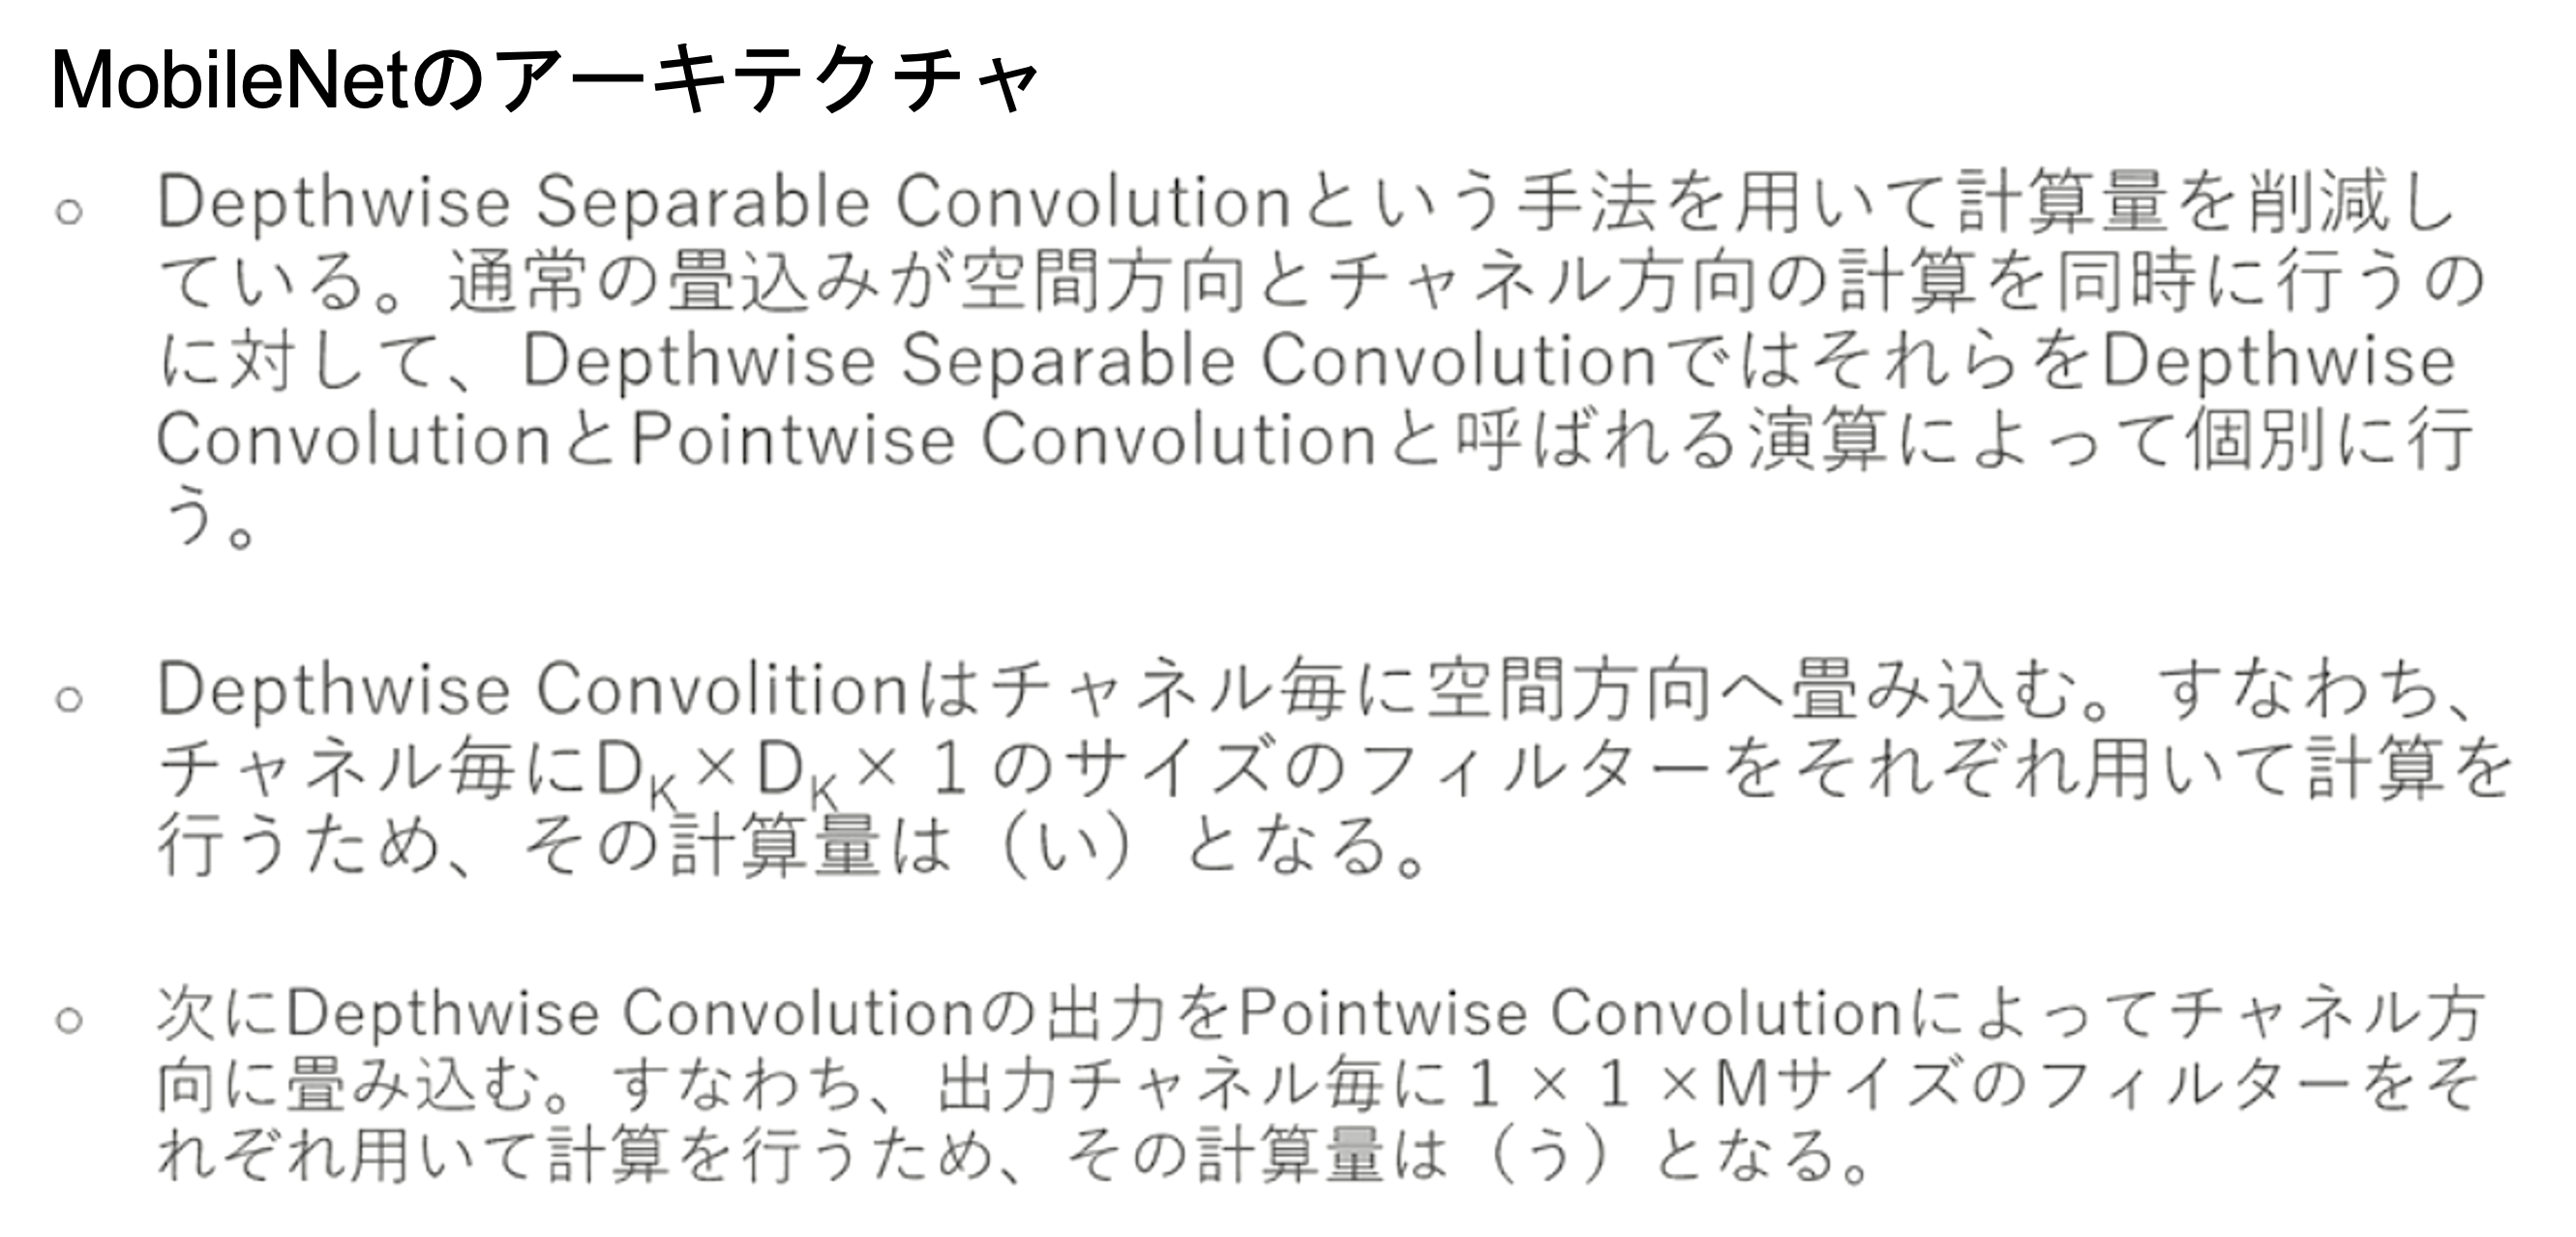 MobileNetのアーキテクチャ
○ Depthwise Separable Convolutionという手法を用いて計算量を削減し
ている。通常の畳込みが空間方向とチャネル方向の計算を同時に行うの
に対して、Depthwise Separable ConvolutionではそれらをDepthwise
ConvolutionとPointwise Convolutionと呼ばれる演算によって個別に行
う。
○ Depthwise Convolitionはチャネル毎に空間方向へ畳み込む。すなわち、
チャネル毎にDK×DK×1のサイズのフィルターをそれぞれ用いて計算を
行うため、その計算量は（い）となる。
○ 次にDepthwise Convolutionの出力をPointwise Convolutionによってチャネル方
向に畳み込む。すなわち、出力チャネル毎に1×1×Mサイズのフィルターをそ
れぞれ用いて計算を行うため、その計算量は（う）となる。